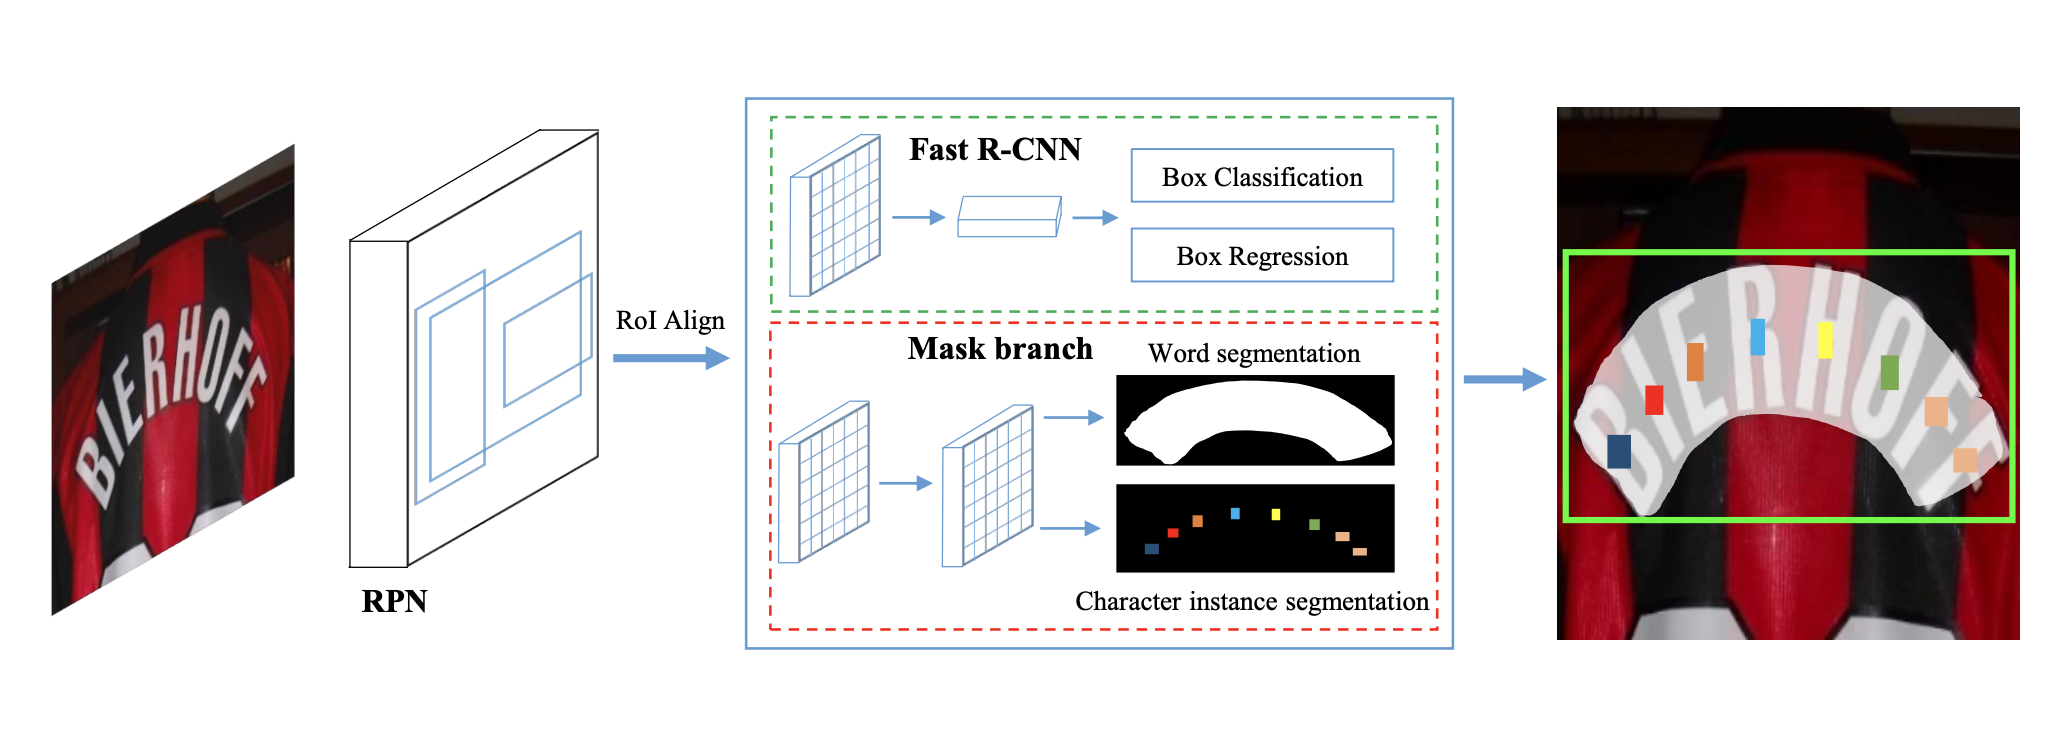 BIERHOFF
RPN
RoI Align
Fast R-CNN
Box Classification
Box Regression
Mask branch
Word segmentation
Character instance segmentation
BIERHOFF